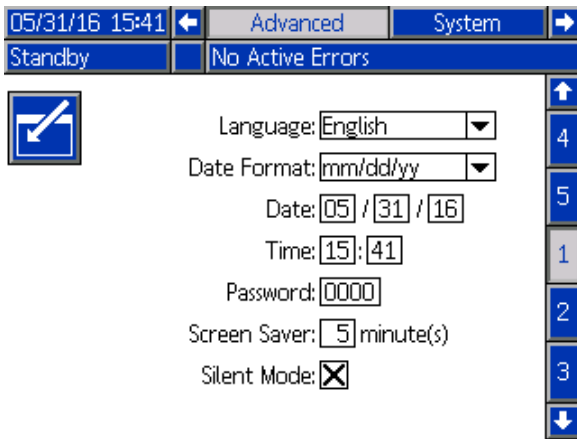 05/31/16 15:41 Advanced System
Standby No Active Errors
Language: English
4
Date Format: mm/dd/yy
5
Date: 05 / 31 / 16
Time: 15 : 41
1
Password: 0000
2
Screen Saver: 5 minute(s)
Silent Mode: X
3